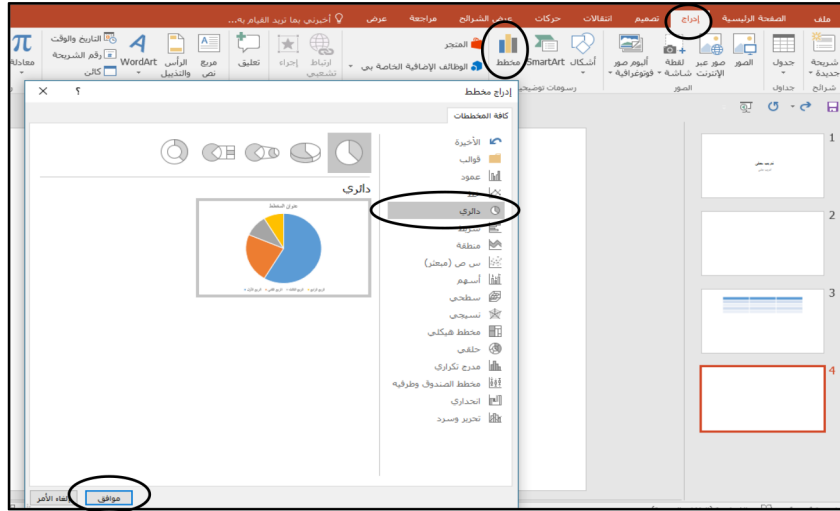 ملف الصفحة الرئيسية إدراج تصميم انتقالات حركات عرض الشرائح مراجعة عرض أخبرني بما تريد القيام به...
شريحة جديدة
جدول
الصور
صور عبر الإنترنت
لقطة شاشة
ألبوم صور فوتوغرافية
أشكال
SmartArt
مخطط
المتجر
الوظائف الإضافية الخاصة بي
ارتباط تشعبي
إجراء
تعليق
مربع نص
الرأس والتذييل
WordArt
التاريخ والوقت
رقم الشريحة
كائن
معادلة
شرائح
جداول
الصور
رسومات توضيحية
إدراج مخطط
؟ ×
كافة المخططات
الأخيرة
قوالب
عمود
خط
دائري
شريط
منطقة
س ص (مبعثر)
أسهم
سطحي
نسيجي
مخطط هيكلي
حلقي
مدرج تكراري
مخطط الصندوق وطرفيه
انحداري
تحرير وسرد
دائري
عنوان المخطط
موافق
إلغاء الأمر
1
2
3
4